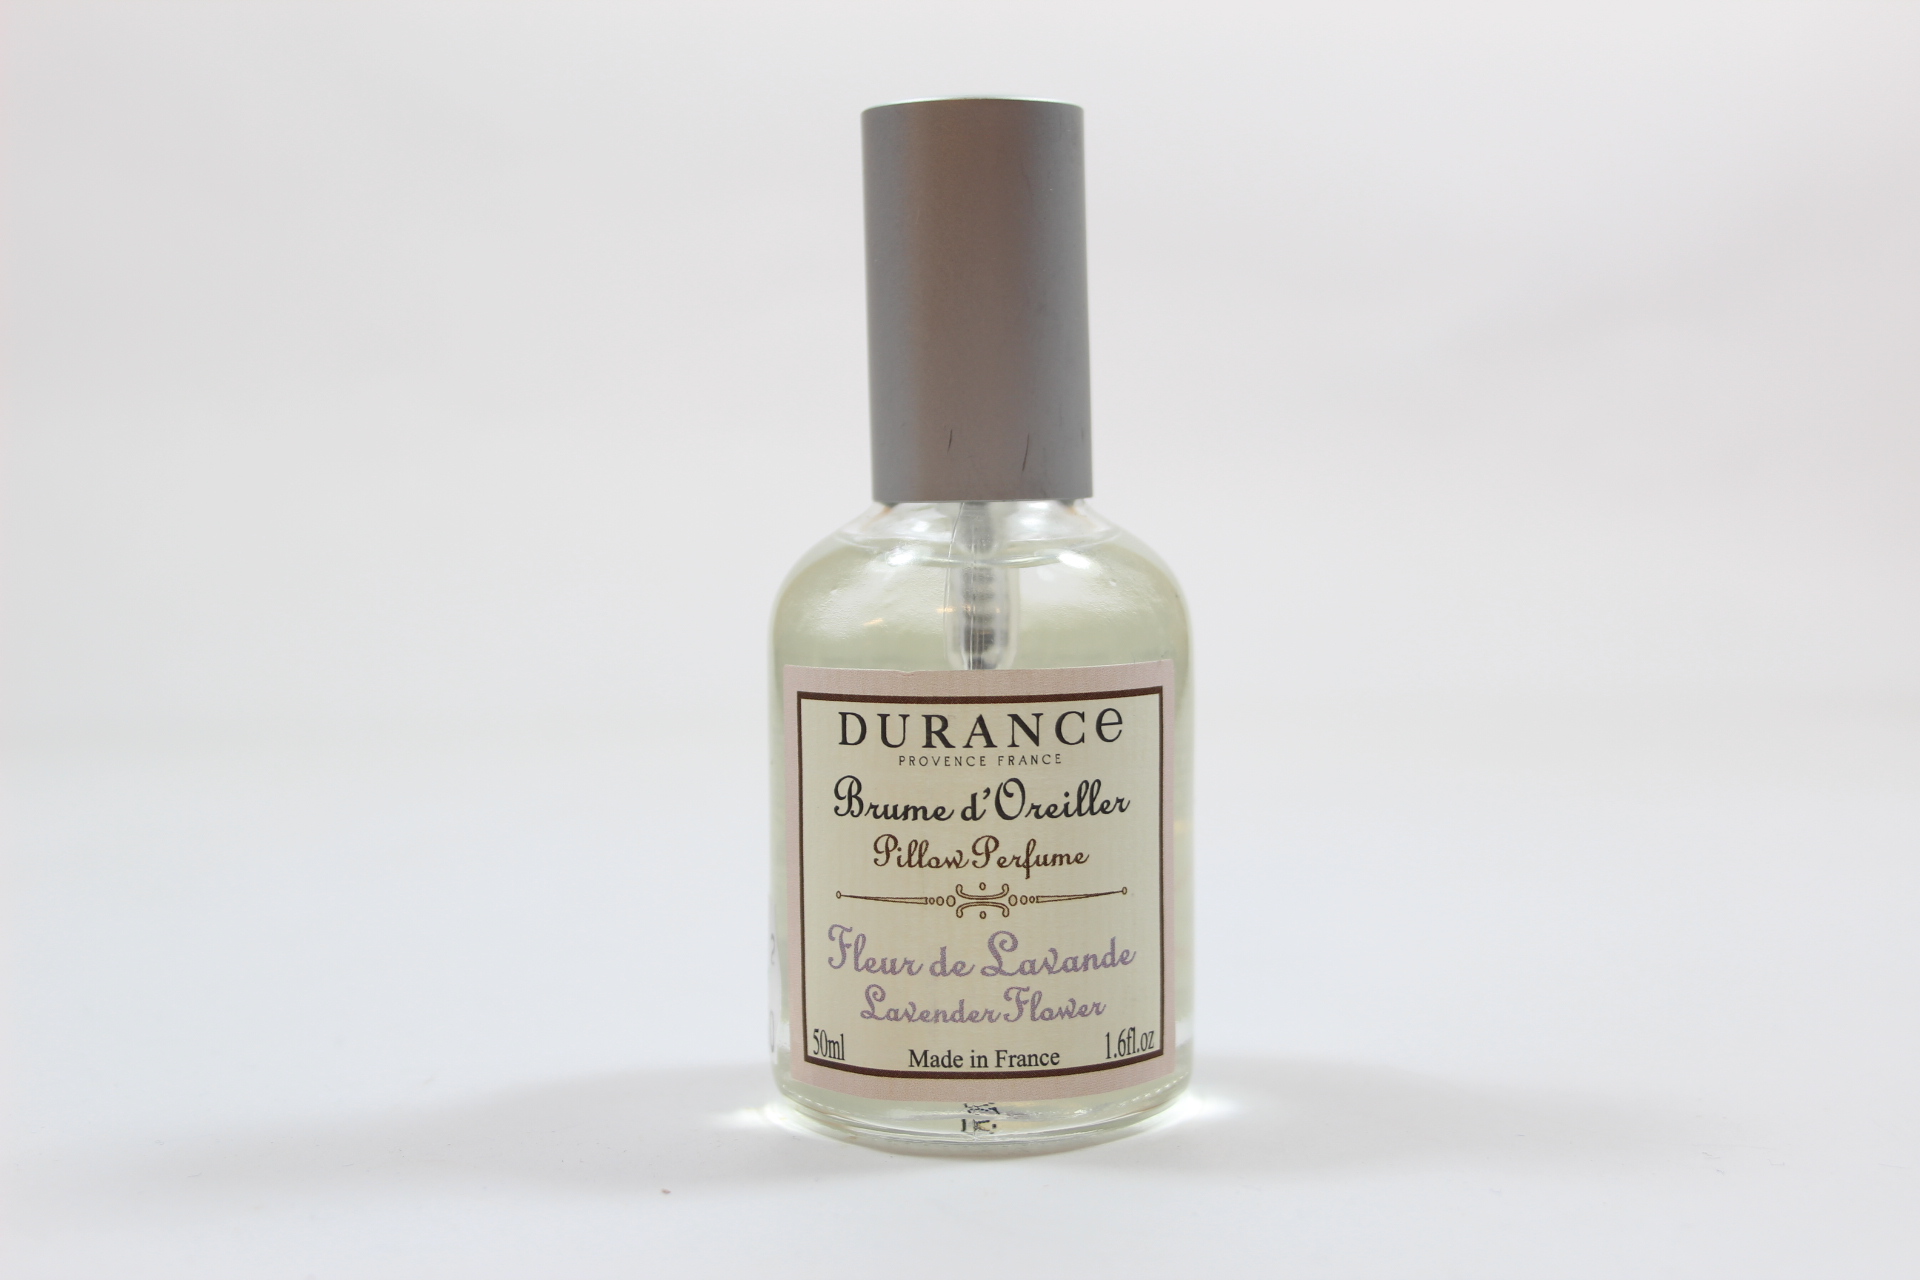 DURANCe
PROVENCE FRANCE
Brume d'Oreiller
Pillow Perfume
Fleur de Lavande
Lavender Flower
50ml
Made in France
1.6fl.oz